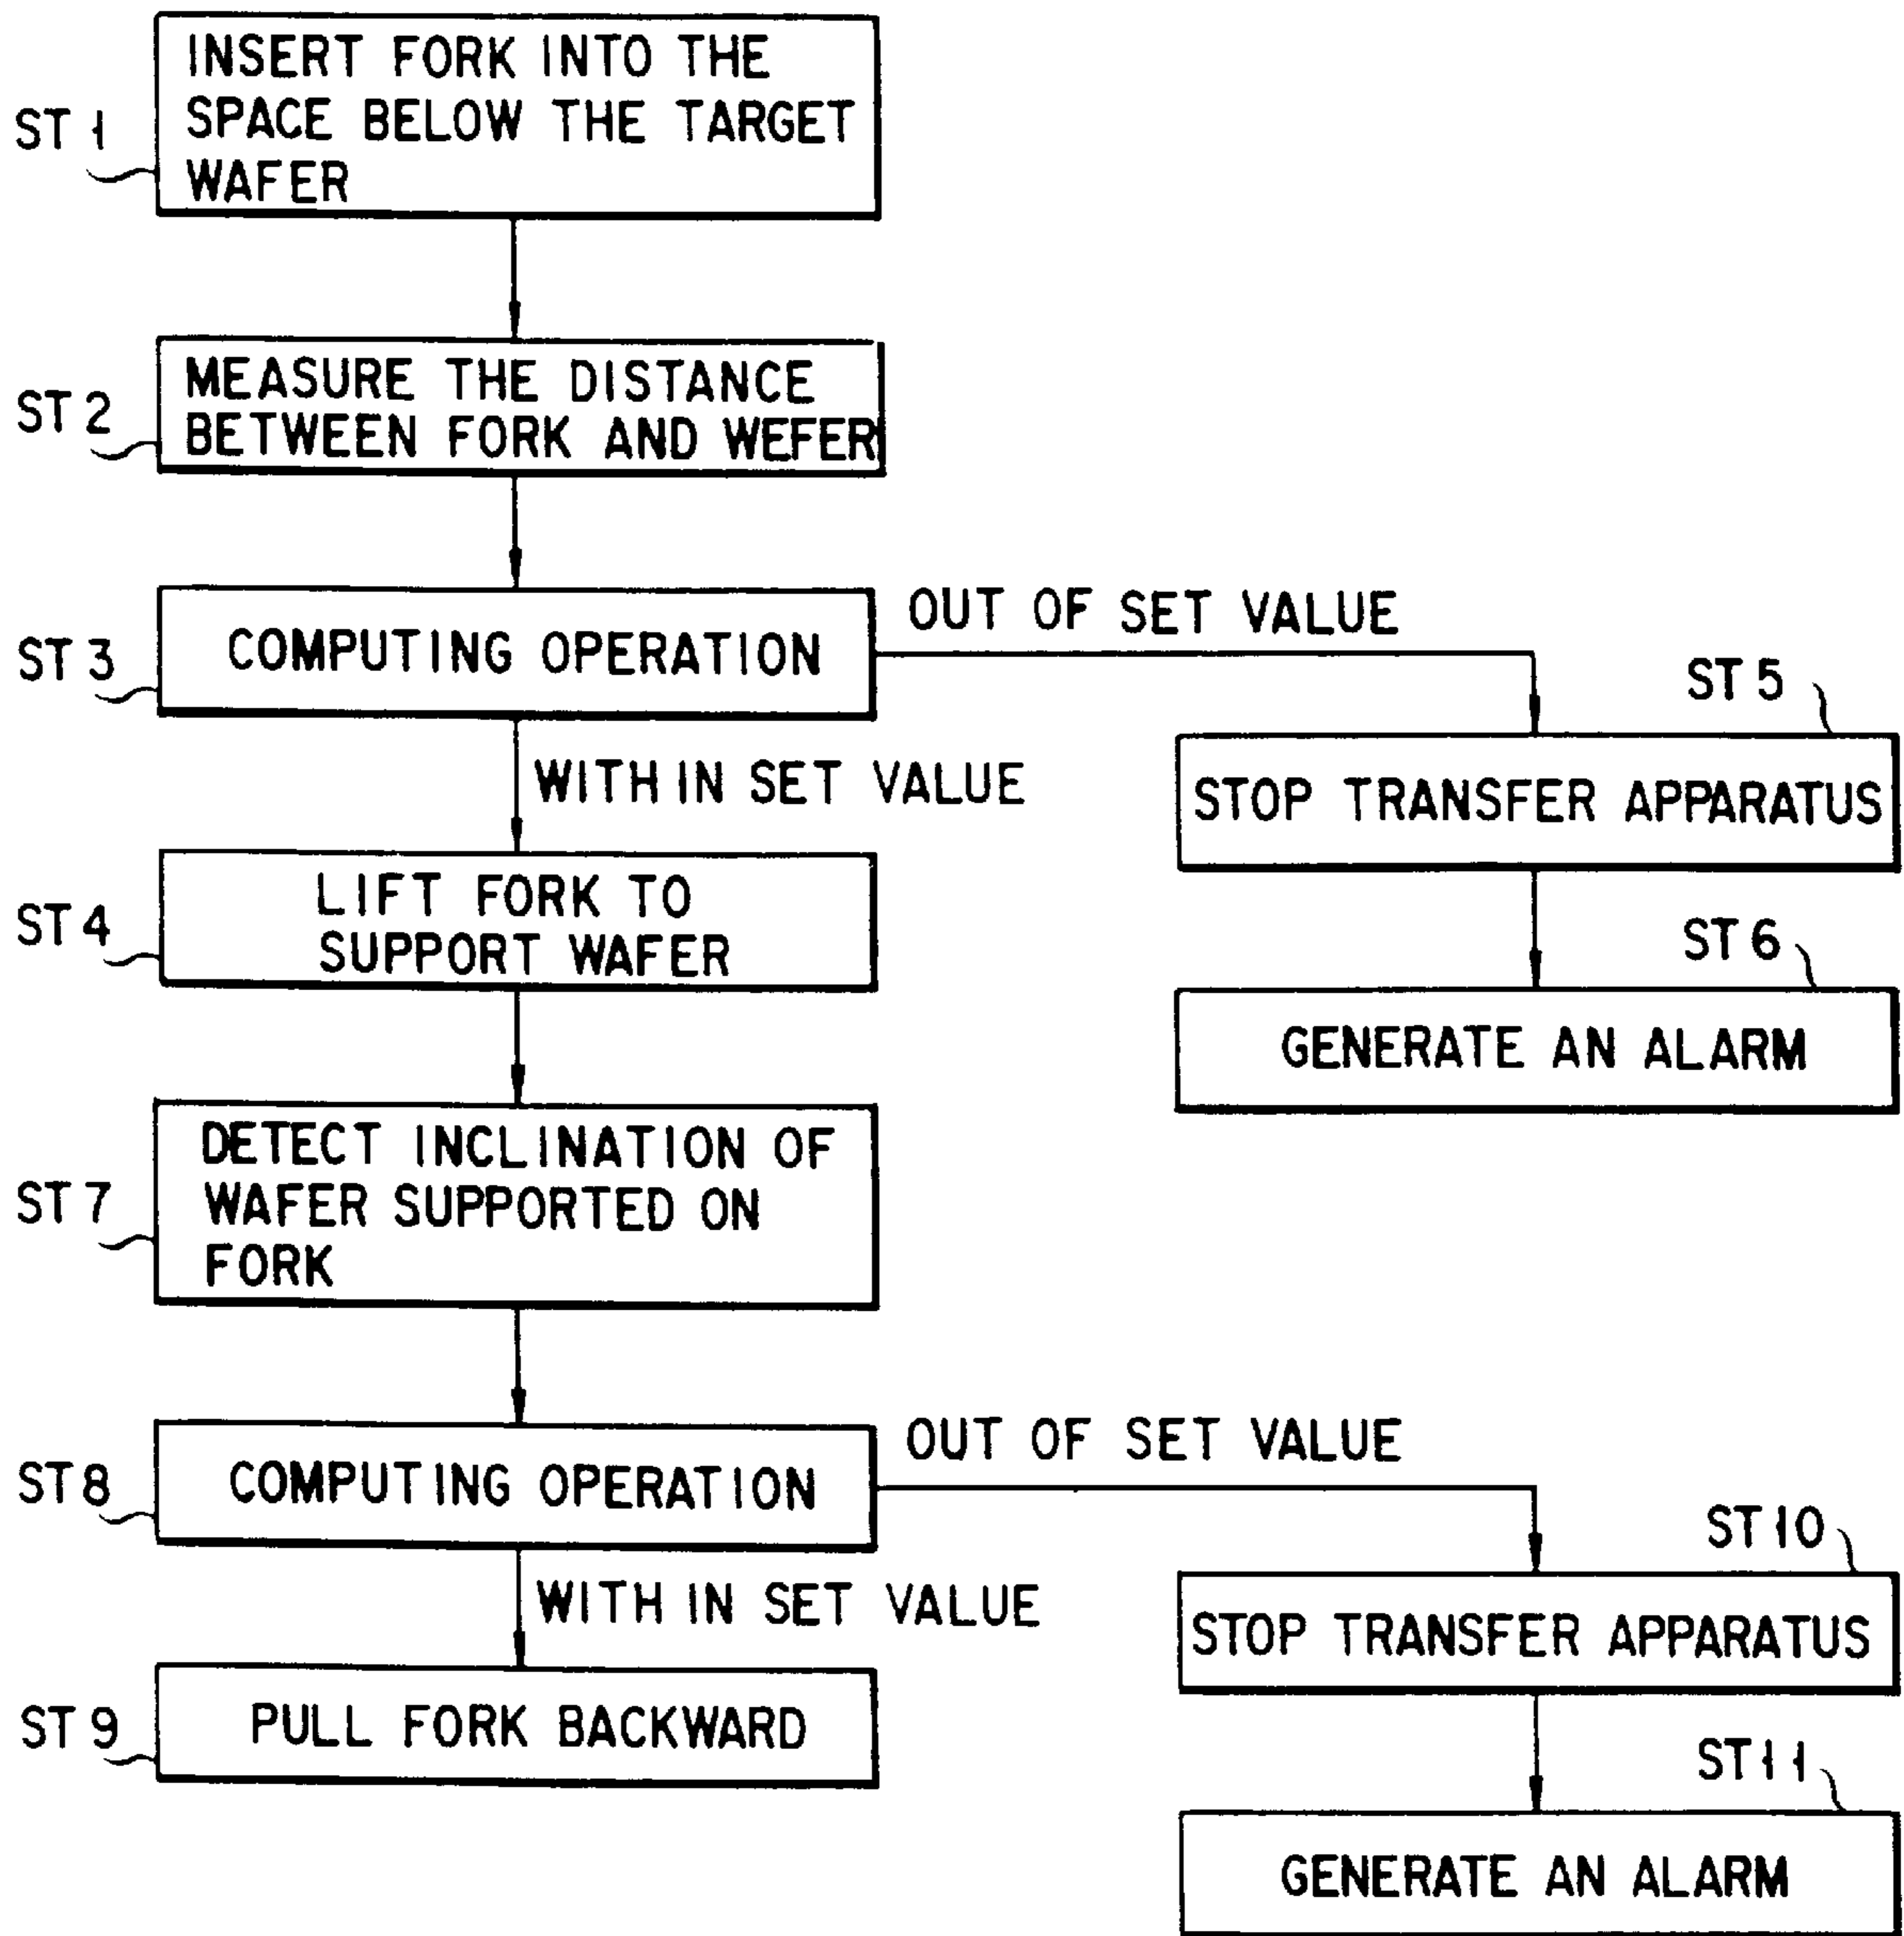 INSERT FORK INTO THE
SPACE BELOW THE TARGET
WAFER
ST 1
MEASURE THE DISTANCE
BETWEEN FORK AND WEFER
ST 2
COMPUTING OPERATION
ST 3
OUT OF SET VALUE
WITH IN SET VALUE
ST 5
STOP TRANSFER APPARATUS
LIFT FORK TO
SUPPORT WAFER
ST 4
ST 6
GENERATE AN ALARM
DETECT INCLINATION OF
WAFER SUPPORTED ON
FORK
ST 7
COMPUTING OPERATION
ST 8
OUT OF SET VALUE
WITH IN SET VALUE
ST 10
STOP TRANSFER APPARATUS
PULL FORK BACKWARD
ST 9
ST 11
GENERATE AN ALARM